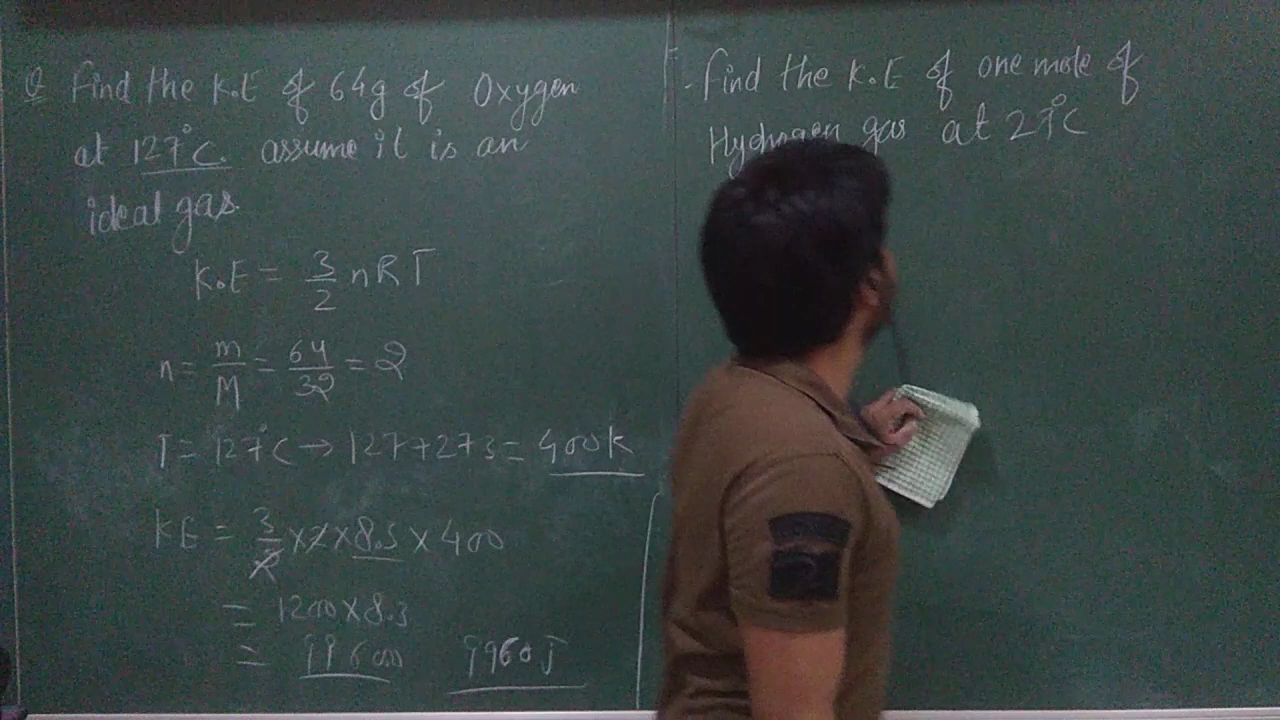 Q Find the K.E of 64g of Oxygen
at 127°C. assume it is an
ideal gas.
K.E = 3/2 nRT
n = m/M = 64/32 = 2
T = 127°C → 127+273 = 400k
KE = 3/2 × 2 × 8.3 × 400
= 1200 × 8.3
= 9960J
- Find the K.E of one mole of
Hydrogen gas at 27°C